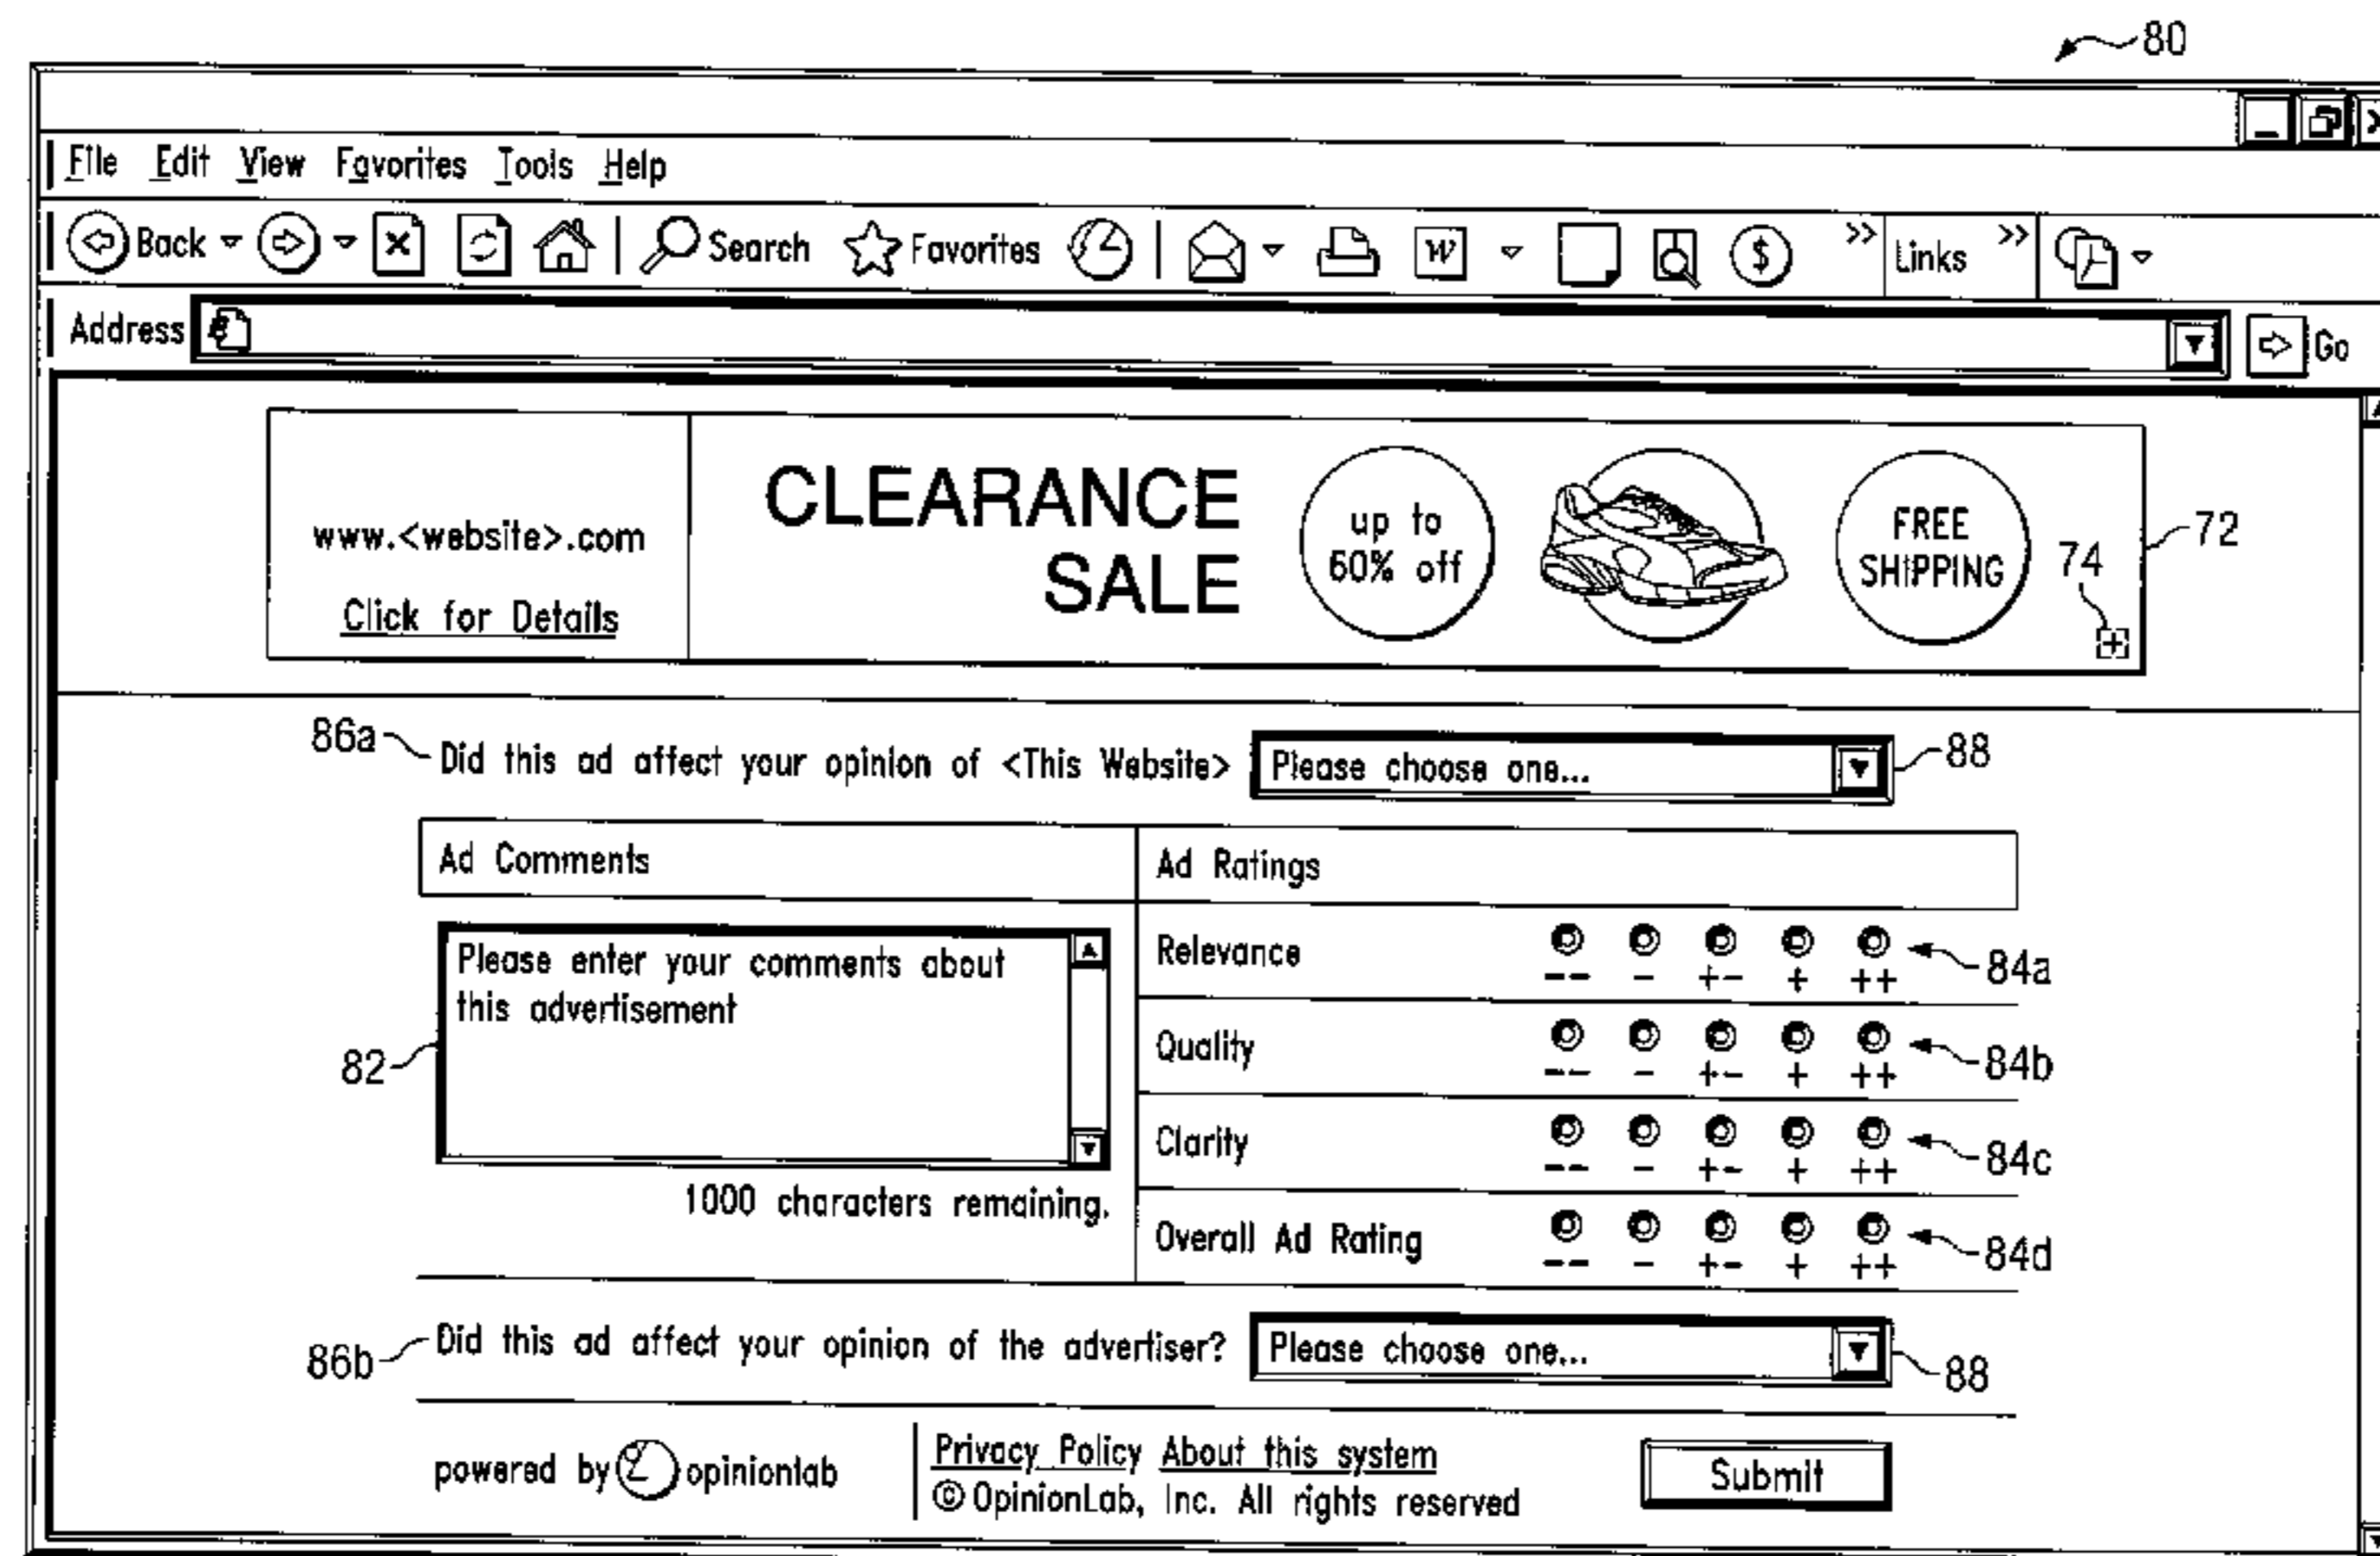 80
File Edit View Favorites Tools Help
Back Search Favorites W $ >> Links >>
Address e Go
www.<website>.com
Click for Details
CLEARANCE
SALE
up to
60% off
FREE
SHIPPING
74
72
86a Did this ad affect your opinion of <This Website> Please choose one... 88
Ad Comments
Ad Ratings
Please enter your comments about
this advertisement
82
1000 characters remaining.
Relevance 84a
-- - +- + ++
Quality 84b
-- - +- + ++
Clarity 84c
-- - +- + ++
Overall Ad Rating 84d
-- - +- + ++
86b Did this ad affect your opinion of the advertiser? Please choose one... 88
powered by opinionlab
Privacy Policy About this system
© OpinionLab, Inc. All rights reserved
Submit